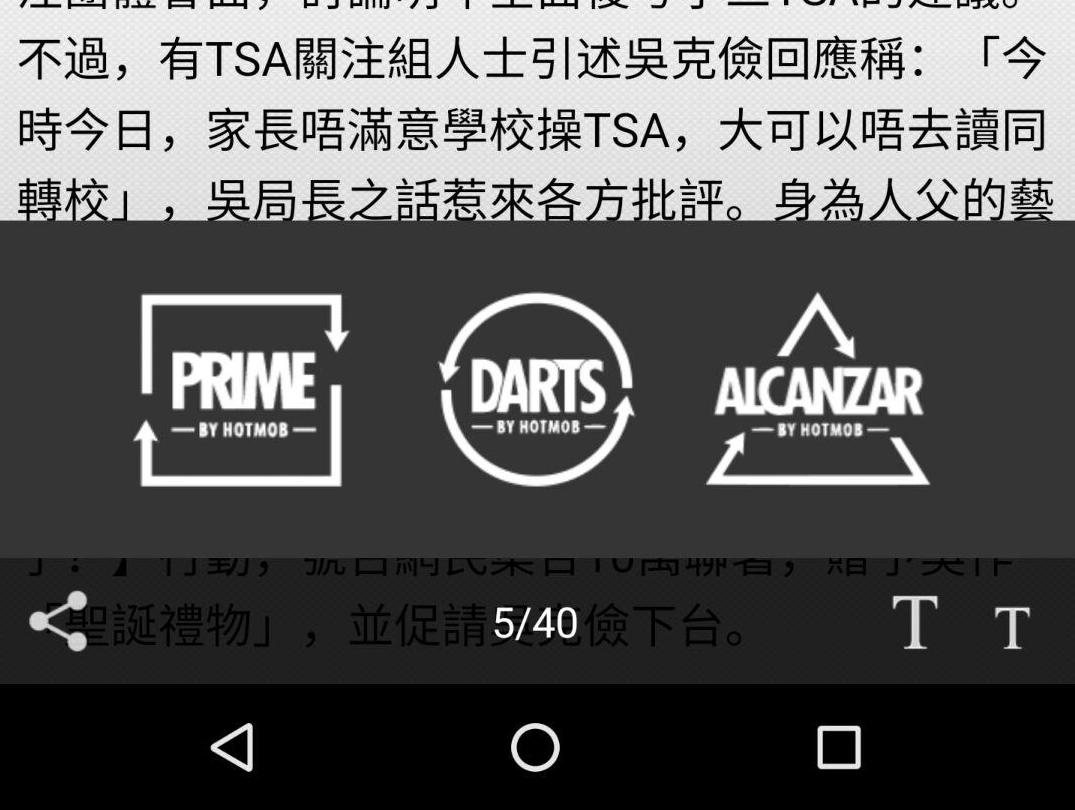 不過，有TSA關注組人士引述吳克儉回應稱：「今
時今日，家長唔滿意學校操TSA，大可以唔去讀同
轉校」，吳局長之話惹來各方批評。身為人父的藝
PRIME
BY HOTMOB
DARTS
BY HOTMOB
ALCANZAR
BY HOTMOB
「聖誕禮物」，並促請吳克儉下台。
5/40
T T